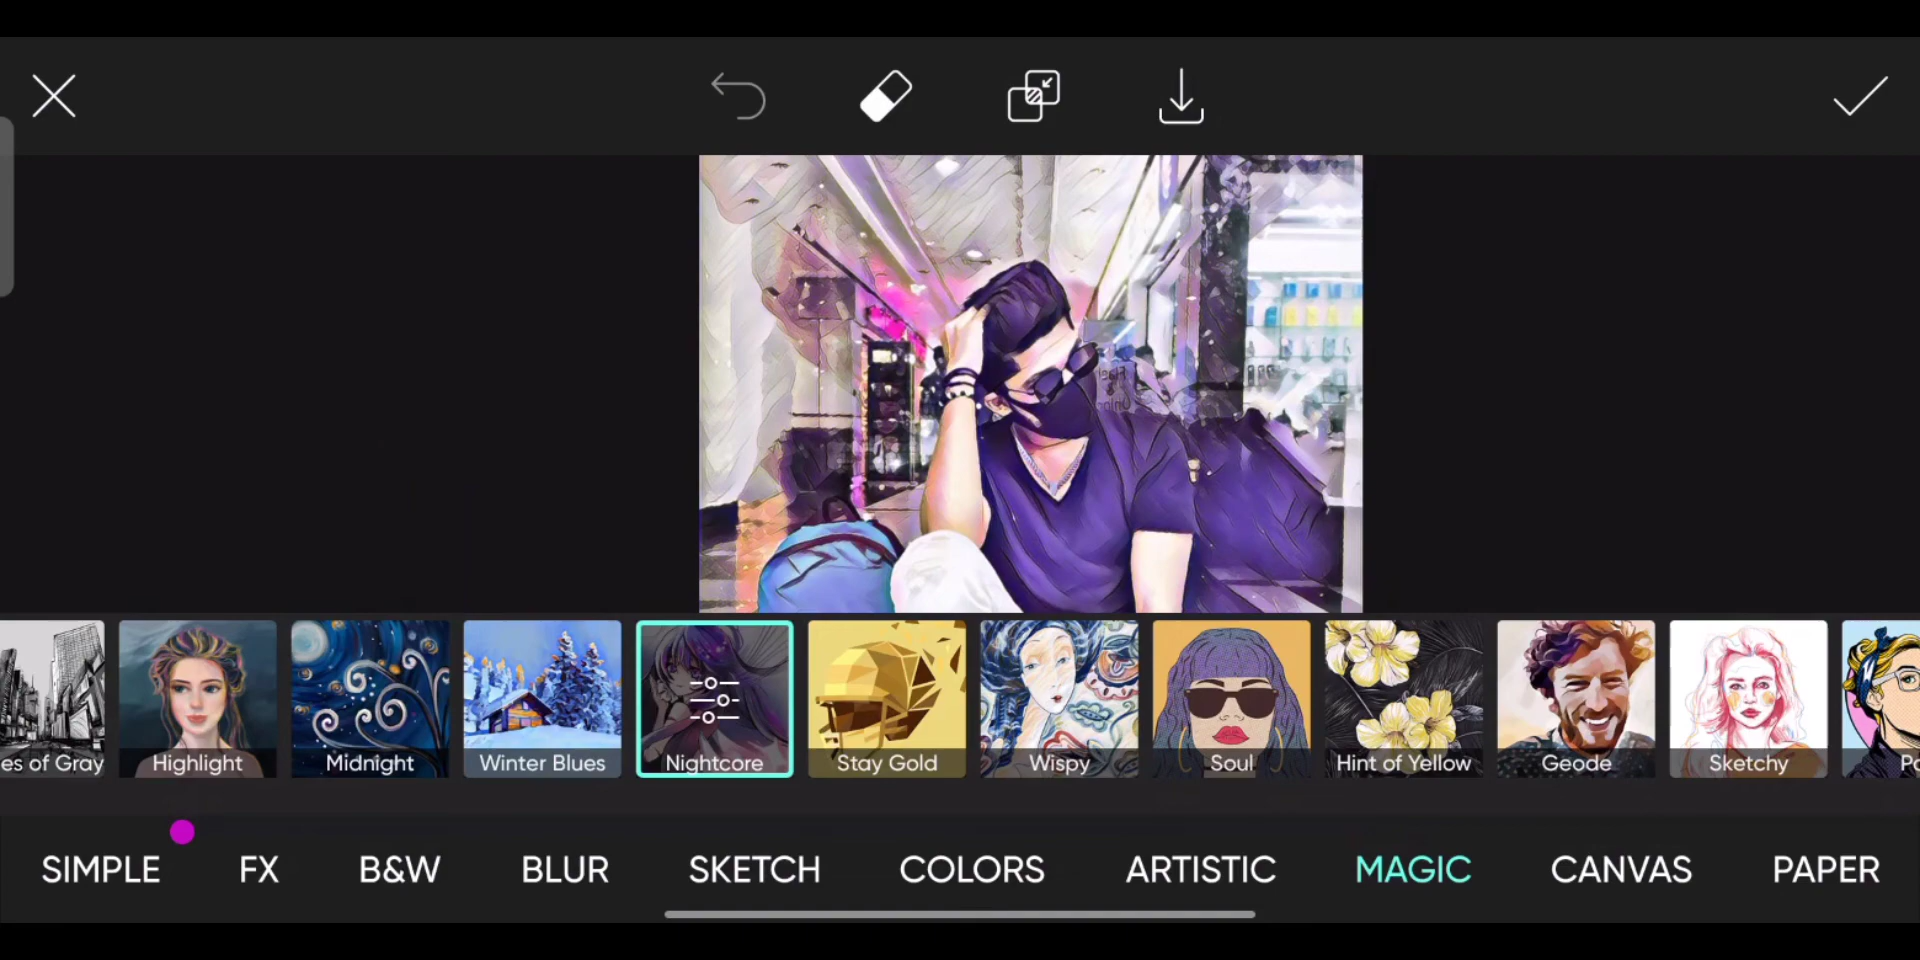 es of Gray
Highlight
Midnight
Winter Blues
Nightcore
Stay Gold
Wispy
Soul
Hint of Yellow
Geode
Sketchy
Po
SIMPLE
FX
B&W
BLUR
SKETCH
COLORS
ARTISTIC
MAGIC
CANVAS
PAPER